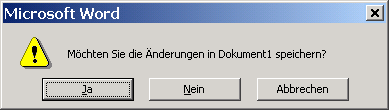 Microsoft Word
Möchten Sie die Änderungen in Dokument1 speichern?
Ja Nein Abbrechen